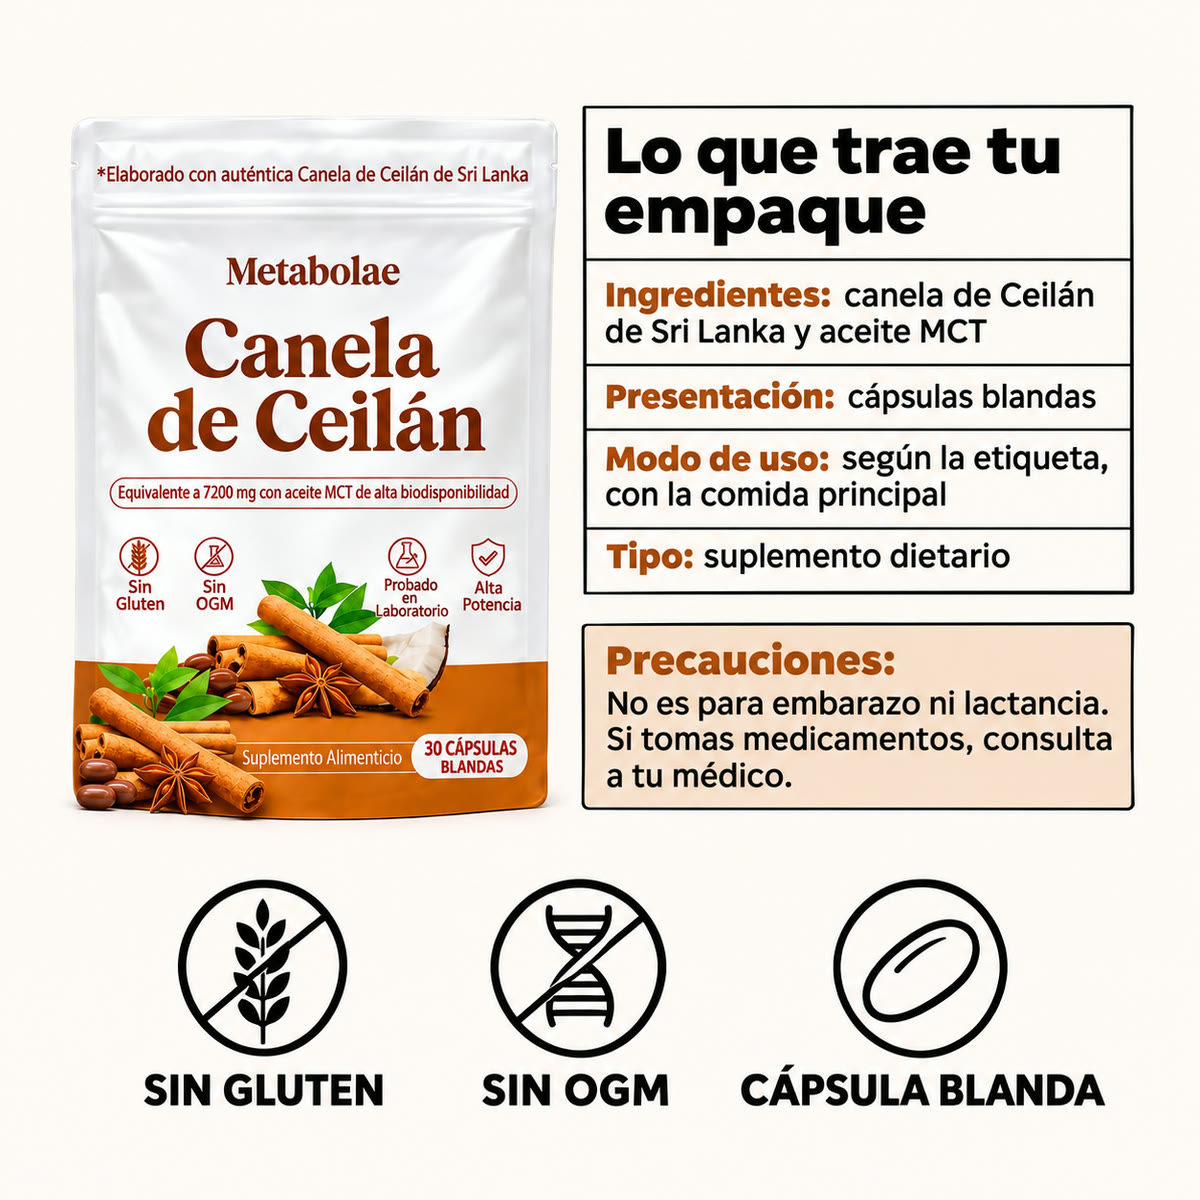 *Elaborado con auténtica Canela de Ceilán de Sri Lanka
Metabolae
Canela
de Ceilán
Equivalente a 7200 mg con aceite MCT de alta biodisponibilidad
Sin
Gluten
Sin
OGM
Probado
en
Laboratorio
Alta
Potencia
Suplemento Alimenticio
30 CÁPSULAS
BLANDAS
Lo que trae tu
empaque
Ingredientes: canela de Ceilán
de Sri Lanka y aceite MCT
Presentación: cápsulas blandas
Modo de uso: según la etiqueta,
con la comida principal
Tipo: suplemento dietario
Precauciones:
No es para embarazo ni lactancia.
Si tomas medicamentos, consulta
a tu médico.
SIN GLUTEN
SIN OGM
CÁPSULA BLANDA